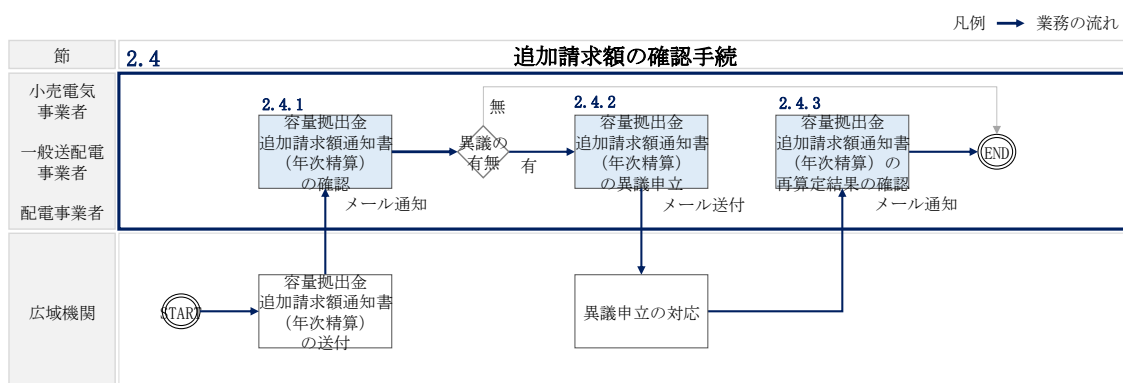 凡例 業務の流れ
節
2.4
追加請求額の確認手続
小売電気
事業者
一般送配電
事業者
配電事業者
2.4.1
容量拠出金
追加請求額通知書
（年次精算）
の確認
異議の
有無
無
有
2.4.2
容量拠出金
追加請求額通知書
（年次精算）
の異議申立
2.4.3
容量拠出金
追加請求額通知書
（年次精算）の
再算定結果の確認
END
メール通知
メール送付
メール通知
広域機関
START
容量拠出金
追加請求額通知書
（年次精算）
の送付
異議申立の対応